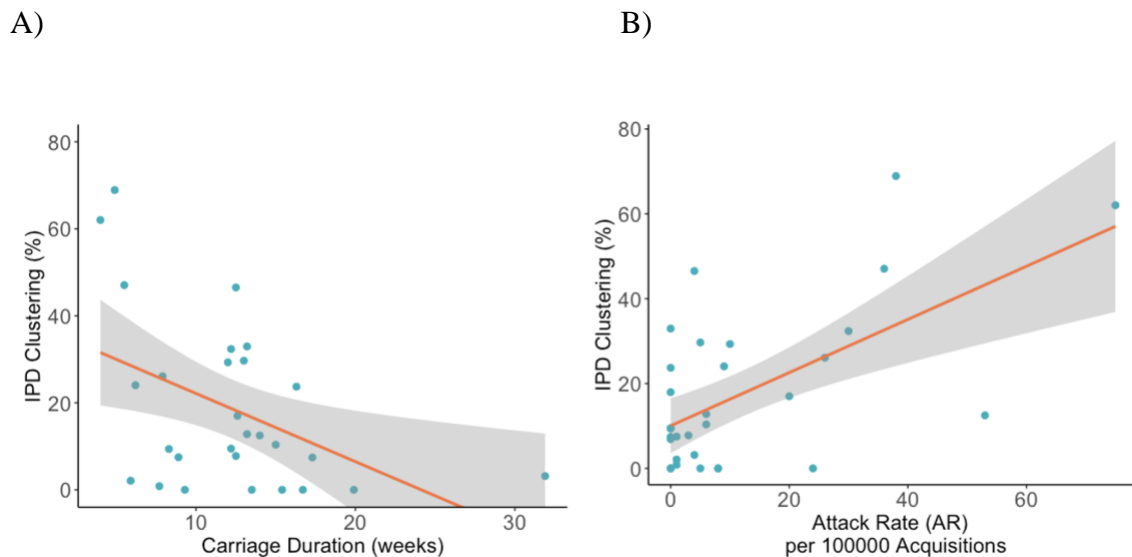 A)
B)
80
60
40
20
0
IPD Clustering (%)
10
20
30
Carriage Duration (weeks)
80
60
40
20
0
IPD Clustering (%)
0
20
40
60
Attack Rate (AR)
per 100000 Acquisitions